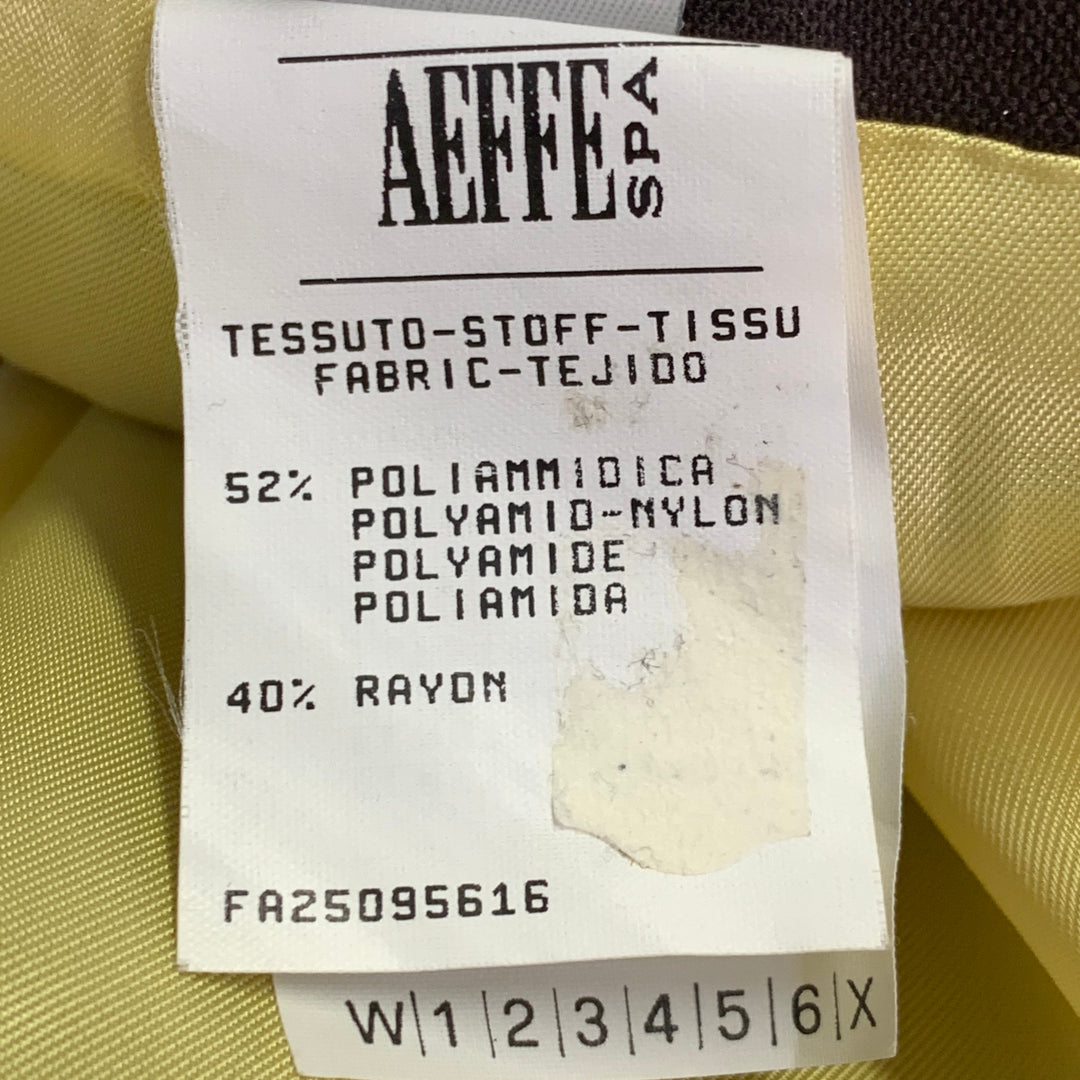 AEFFE SPA
TESSUTO-STOFF-TISSU
FABRIC-TEJIDO
52% POLIAMMIDICA
POLYAMID-NYLON
POLYAMIDE
POLIAMIDA
40% RAYON
FA25095616
W|1|2|3|4|5|6|X